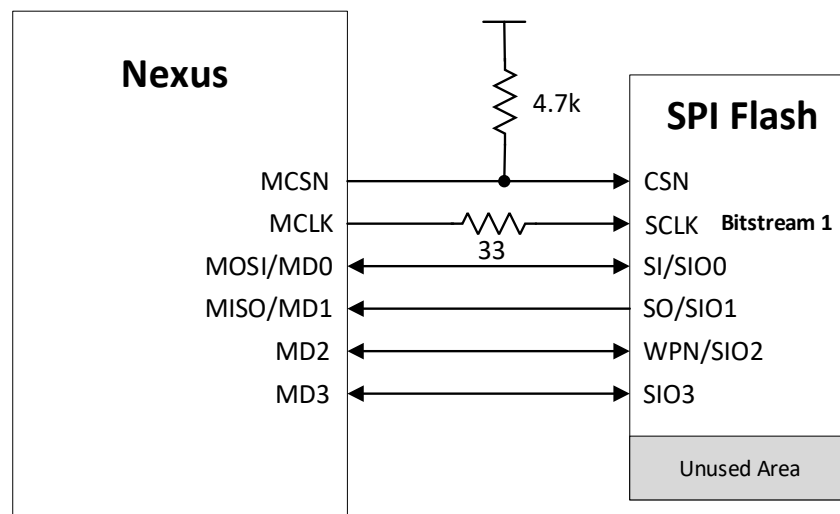 Nexus
4.7k
SPI Flash
MCSN
CSN
MCLK
33
SCLK
Bitstream 1
MOSI/MD0
SI/SIO0
MISO/MD1
SO/SIO1
MD2
WPN/SIO2
MD3
SIO3
Unused Area